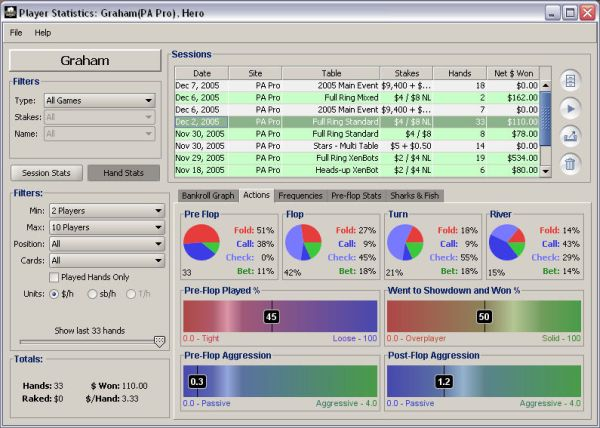 Player Statistics: Graham(PA Pro), Hero
File Help
Graham
Filters
Type: All Games
Stakes: All
Name: All
Session Stats Hand Stats
Filters:
Min: 2 Players
Max: 10 Players
Position: All
Cards: All
Played Hands Only
Units: $/h sb/h T/h
Show last 33 hands
Totals:
Hands: 33 $ Won: 110.00
Raked: $0 $/Hand: 3.33
Sessions
Date Site Table Stakes Hands Net $ Won
Dec 7, 2005 PA Pro 2005 Main Event $9,400 + $... 18 $0.00
Dec 6, 2005 PA Pro Full Ring Mixed $4 / $8 NL 2 $162.00
Dec 6, 2005 PA Pro 2005 Main Event $9,400 + $... 7 $0.00
Dec 2, 2005 PA Pro Full Ring Standard $4 / $8 NL 33 $110.00
Nov 30, 2005 PA Pro Full Ring Standard $4 / $8 8 $78.00
Nov 30, 2005 PA Pro Stars - Multi Table $5 + $0.50 14 $0.00
Nov 29, 2005 PA Pro Full Ring XenBots $2 / $4 NL 19 $534.00
Nov 18, 2005 PA Pro Heads-up XenBots $2 / $4 NL 6 $80.00
Bankroll Graph Actions Frequencies Pre-flop Stats Sharks & Fish
Pre Flop
Fold: 51%
Call: 38%
Check: 0%
Bet: 11%
33
Flop
Fold: 27%
Call: 9%
Check: 45%
Bet: 18%
42%
Turn
Fold: 18%
Call: 9%
Check: 55%
Bet: 18%
21%
River
Fold: 14%
Call: 43%
Check: 29%
Bet: 14%
15%
Pre-Flop Played %
45
0.0 - Tight Loose - 100
Went to Showdown and Won %
50
0.0 - Overplayer Solid - 100
Pre-Flop Aggression
0.3
0.0 - Passive Aggressive - 4.0
Post-Flop Aggression
1.2
0.0 - Passive Aggressive - 4.0